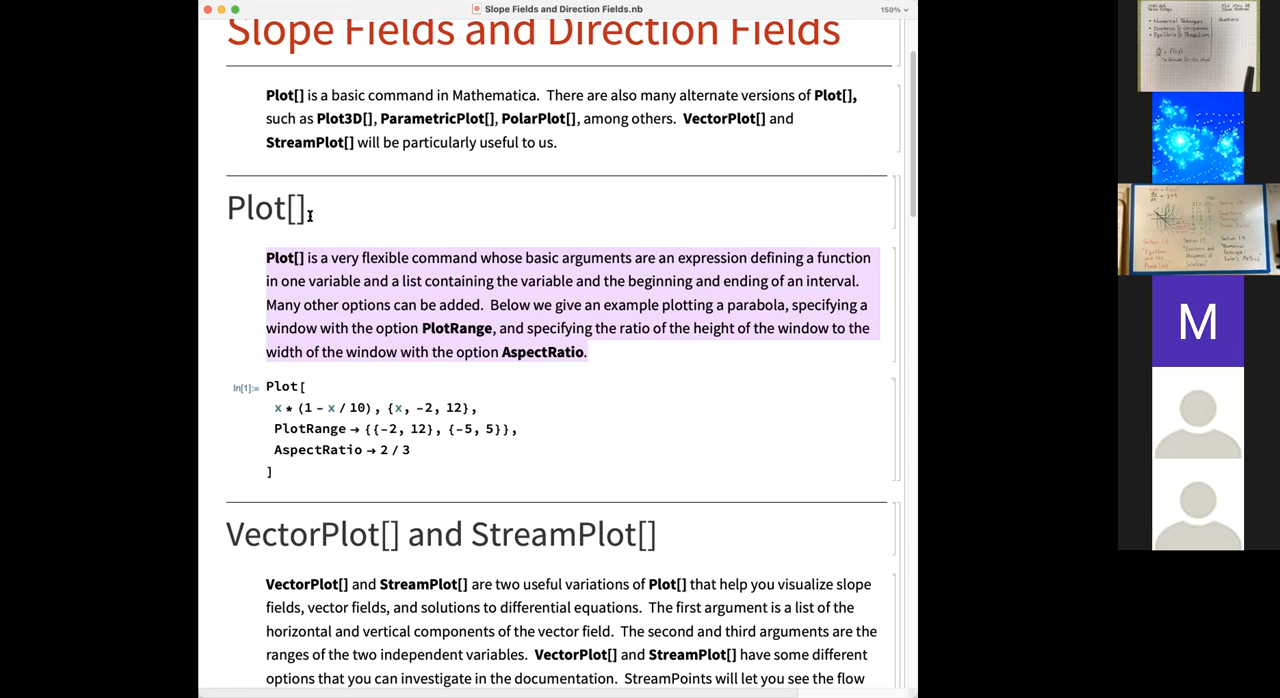 Slope Fields and Direction Fields.nb
150%
Slope Fields and Direction Fields
Plot[] is a basic command in Mathematica. There are also many alternate versions of Plot[],
such as Plot3D[], ParametricPlot[], PolarPlot[], among others. VectorPlot[] and
StreamPlot[] will be particularly useful to us.
Plot[]
Plot[] is a very flexible command whose basic arguments are an expression defining a function
in one variable and a list containing the variable and the beginning and ending of an interval.
Many other options can be added. Below we give an example plotting a parabola, specifying a
window with the option PlotRange, and specifying the ratio of the height of the window to the
width of the window with the option AspectRatio.
In[1]:= Plot[
x * (1 - x / 10), {x, -2, 12},
PlotRange → {{-2, 12}, {-5, 5}},
AspectRatio → 2 / 3
]
VectorPlot[] and StreamPlot[]
VectorPlot[] and StreamPlot[] are two useful variations of Plot[] that help you visualize slope
fields, vector fields, and solutions to differential equations. The first argument is a list of the
horizontal and vertical components of the vector field. The second and third arguments are the
ranges of the two independent variables. VectorPlot[] and StreamPlot[] have some different
options that you can investigate in the documentation. StreamPoints will let you see the flow
M